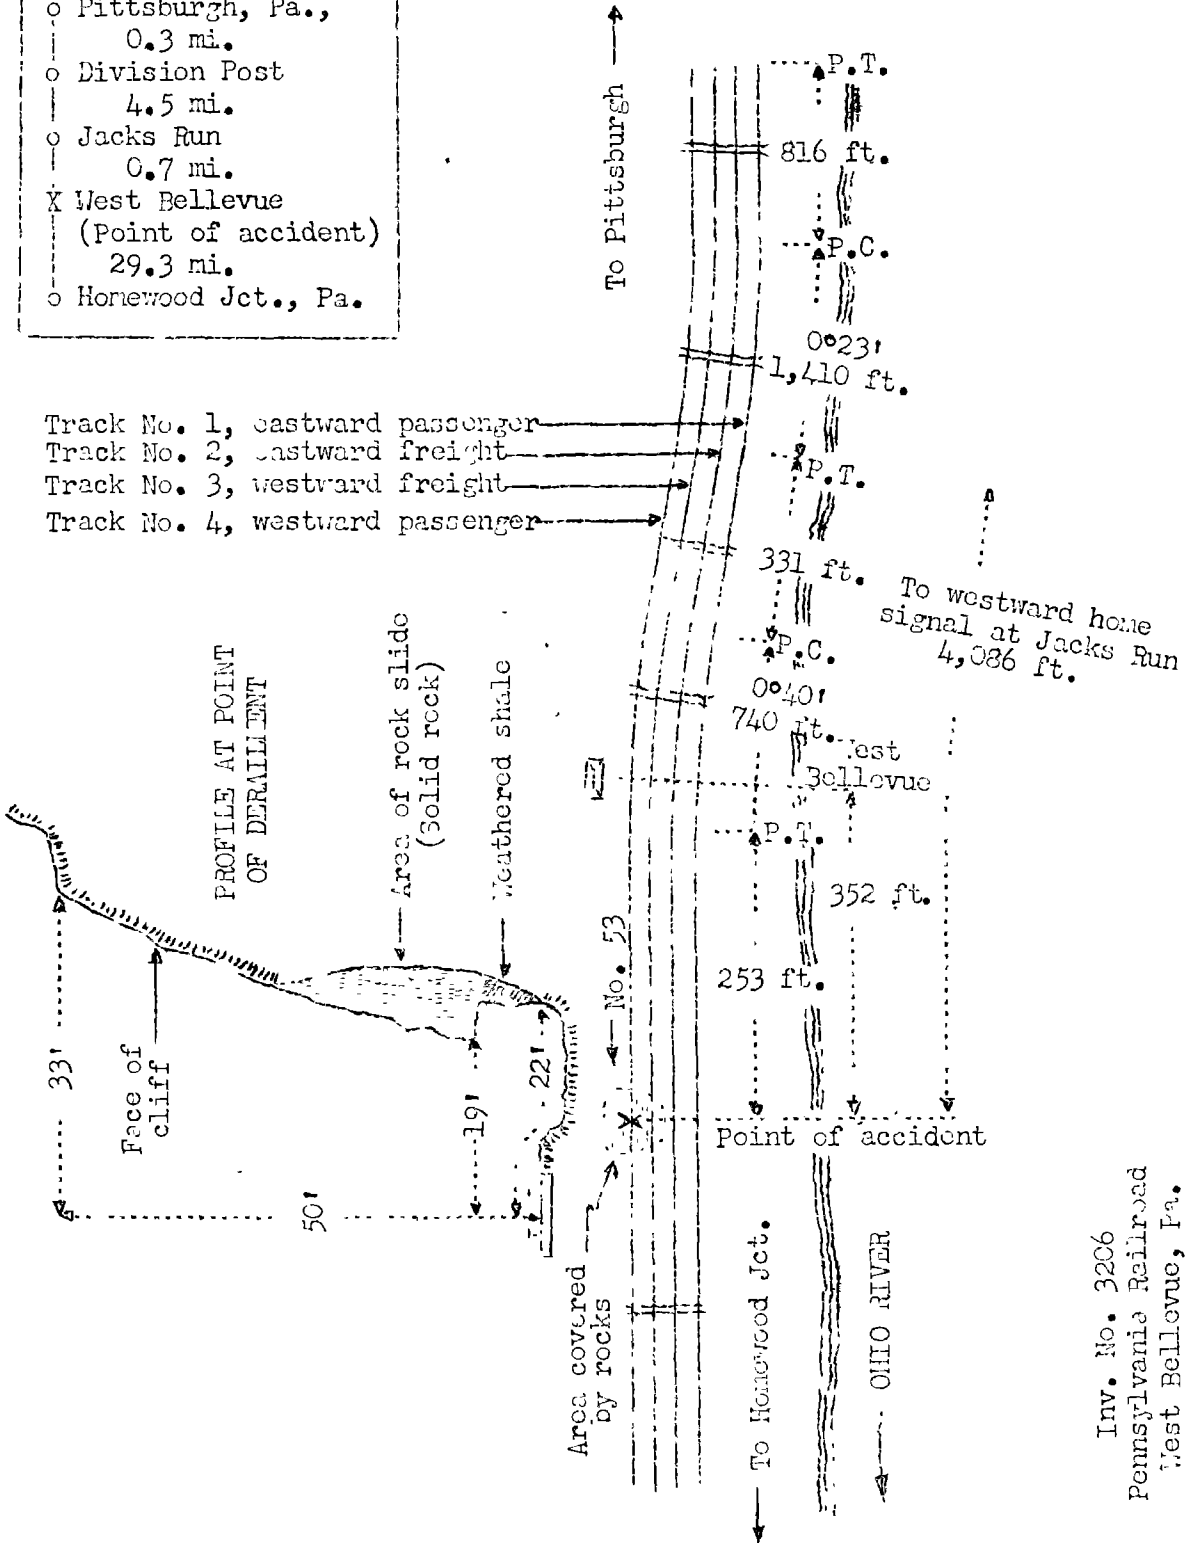 o Pittsburgh, Pa.,
0.3 mi.
o Division Post
4.5 mi.
o Jacks Run
0.7 mi.
X West Bellevue
(Point of accident)
29.3 mi.
o Homewood Jct., Pa.
To Pittsburgh
P.T.
816 ft.
P.C.
0°23'
1,410 ft.
Track No. 1, eastward passenger
Track No. 2, eastward freight
Track No. 3, westward freight
Track No. 4, westward passenger
P.T.
331 ft.
To westward home
signal at Jacks Run
4,086 ft.
P.C.
0°40'
740 ft.
West
Bellevue
P.T.
352 ft.
253 ft.
PROFILE AT POINT
OF DERAILMENT
Area of rock slide
(Solid rock)
Weathered shale
No. 53
33'
Face of
cliff
19'
22'
50'
Point of accident
Area covered
by rocks
To Homewood Jct.
OHIO RIVER
Inv. No. 3206
Pennsylvania Railroad
West Bellevue, Pa.